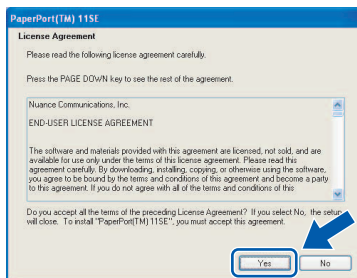 PaperPort(TM) 11SE
License Agreement
Please read the following license agreement carefully.
Press the PAGE DOWN key to see the rest of the agreement.
Nuance Communications, Inc.
END-USER LICENSE AGREEMENT
The software and materials provided with this agreement are licensed, not sold, and are
available for use only under the terms of this license agreement. Please read this
agreement carefully. By downloading, installing, copying, or otherwise using the software,
you agree to be bound by the terms and conditions of this agreement and become a party
to this agreement. If you do not agree with all of the terms and conditions of this
Do you accept all the terms of the preceding License Agreement? If you select No, the setup
will close. To install "PaperPort(TM) 11SE", you must accept this agreement.
Yes
No